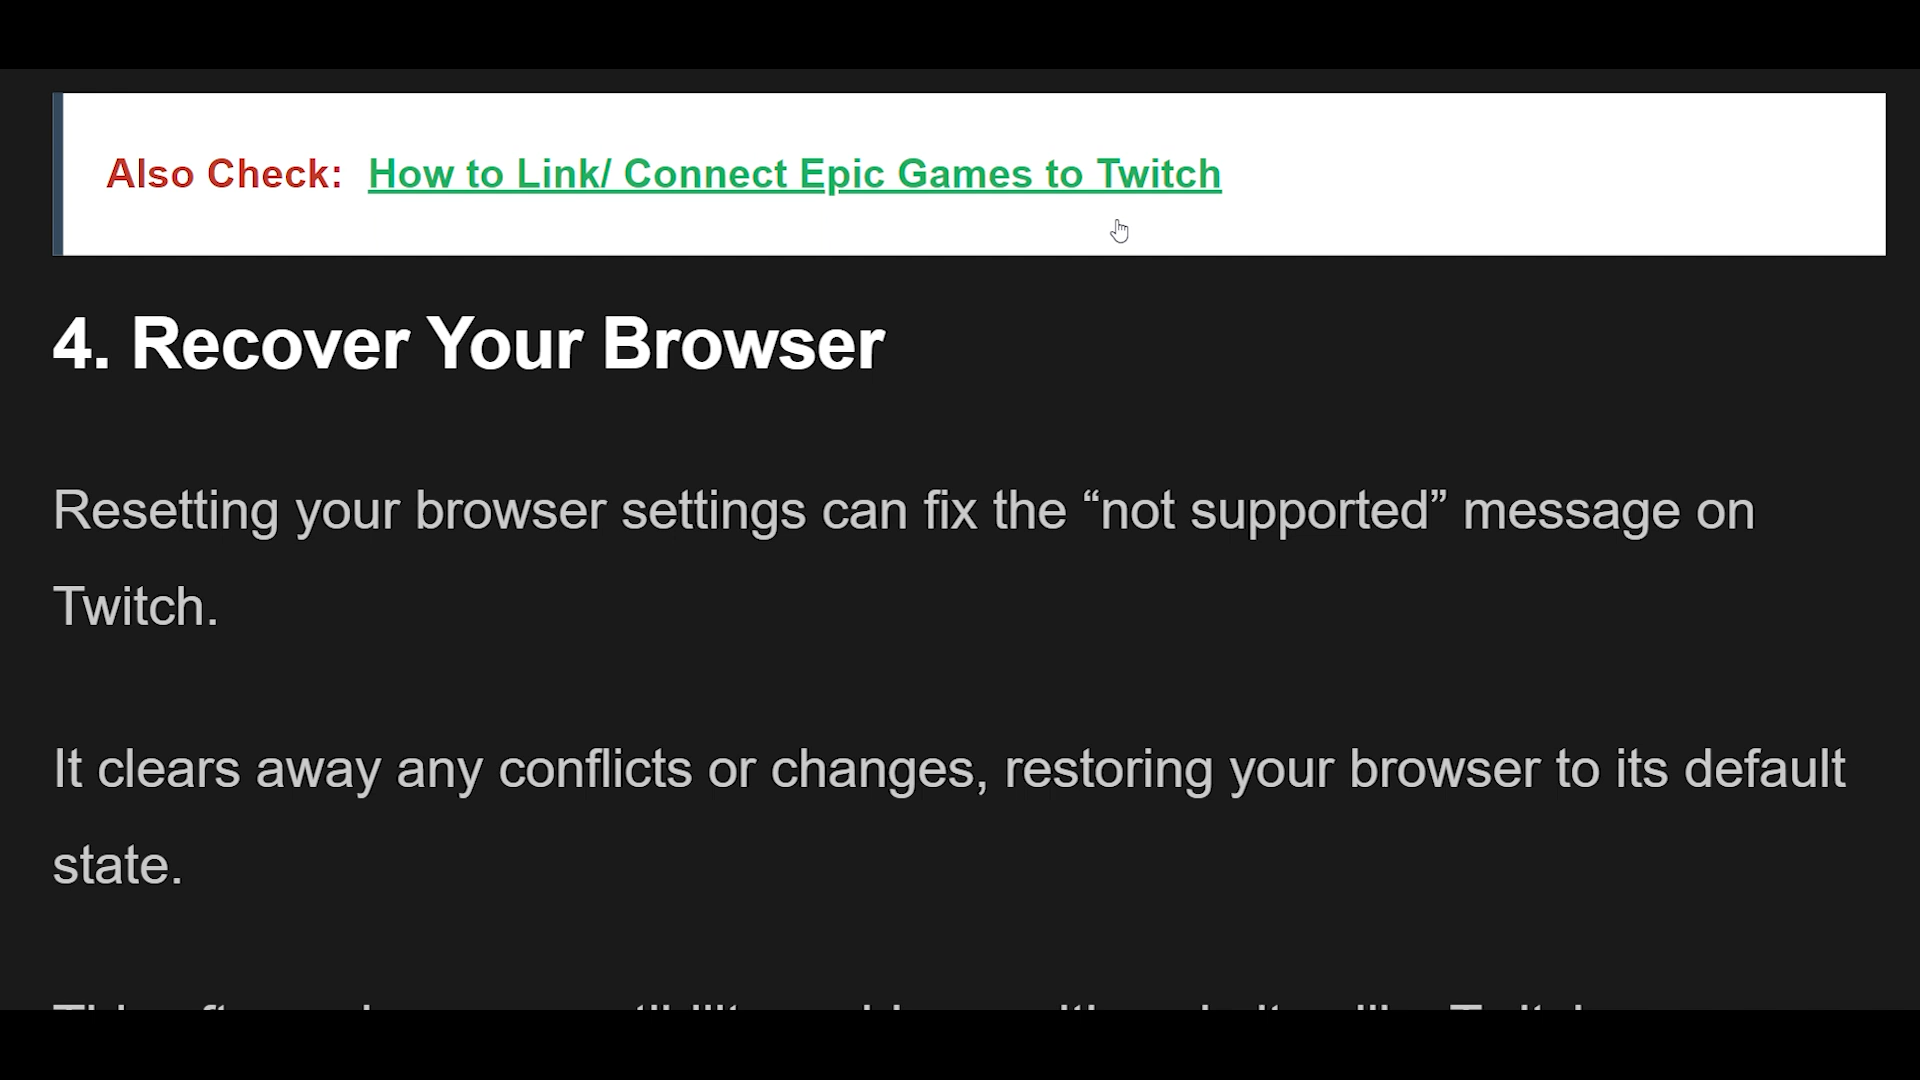 Also Check: How to Link/ Connect Epic Games to Twitch
4. Recover Your Browser
Resetting your browser settings can fix the “not supported” message on
Twitch.
It clears away any conflicts or changes, restoring your browser to its default
state.